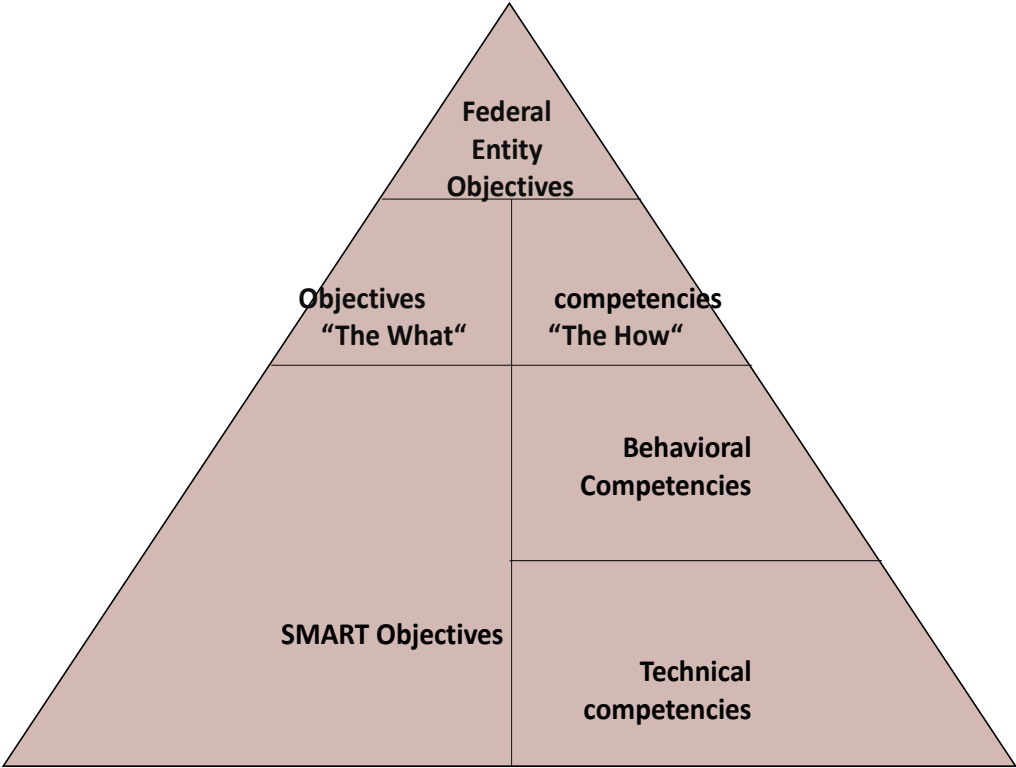 Federal
Entity
Objectives
Objectives
“The What“
competencies
“The How“
Behavioral
Competencies
SMART Objectives
Technical
competencies